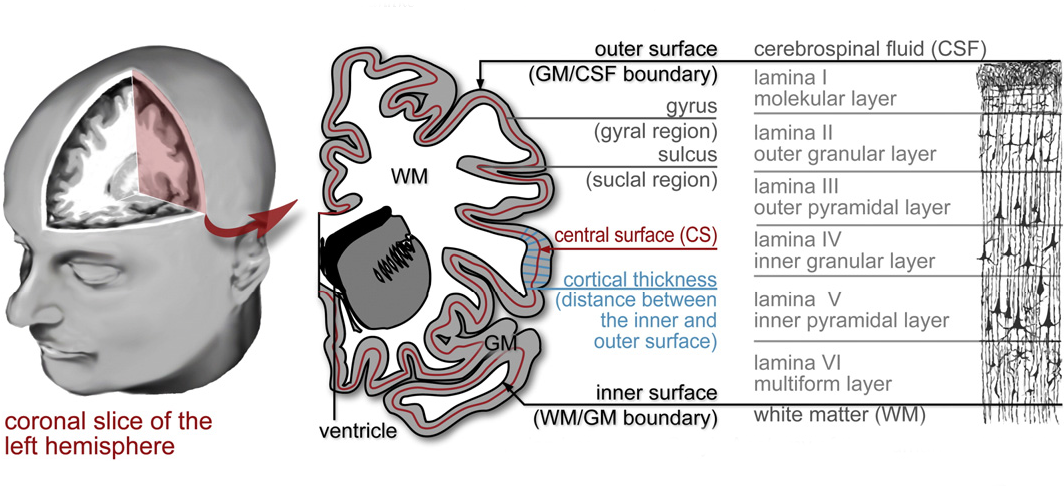 coronal slice of the
left hemisphere
WM
GM
ventricle
outer surface
(GM/CSF boundary)
gyrus
(gyral region)
sulcus
(suclal region)
central surface (CS)
cortical thickness
(distance between
the inner and
outer surface)
inner surface
(WM/GM boundary)
cerebrospinal fluid (CSF)
lamina I
molekular layer
lamina II
outer granular layer
lamina III
outer pyramidal layer
lamina IV
inner granular layer
lamina V
inner pyramidal layer
lamina VI
multiform layer
white matter (WM)